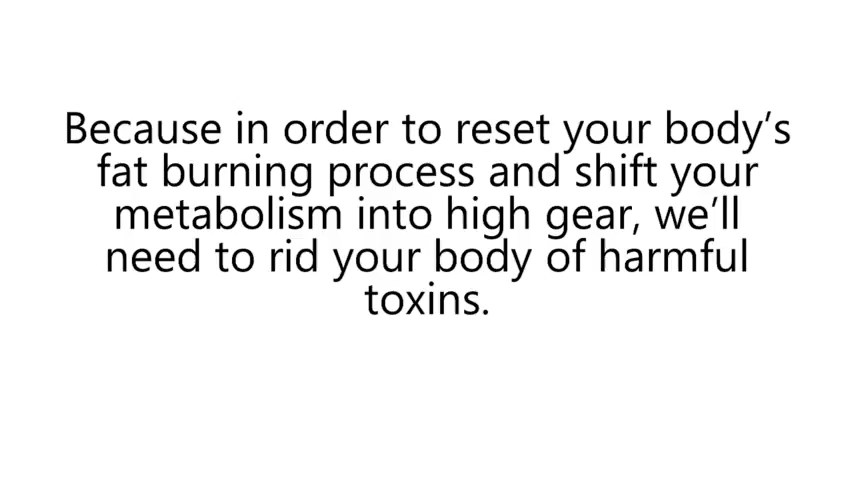 Because in order to reset your body’s
fat burning process and shift your
metabolism into high gear, we’ll
need to rid your body of harmful
toxins.